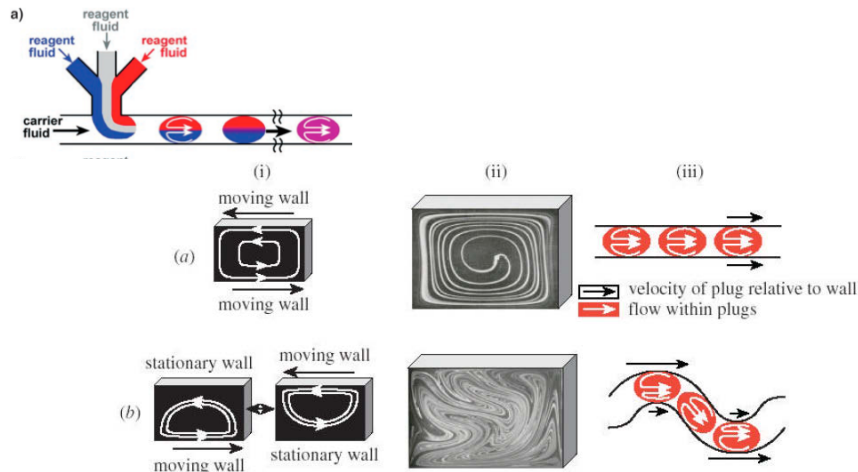 a)
reagent
fluid
reagent
fluid
reagent
fluid
carrier
fluid
(i)
(ii)
(iii)
moving wall
(a)
moving wall
velocity of plug relative to wall
flow within plugs
stationary wall
moving wall
(b)
moving wall
stationary wall